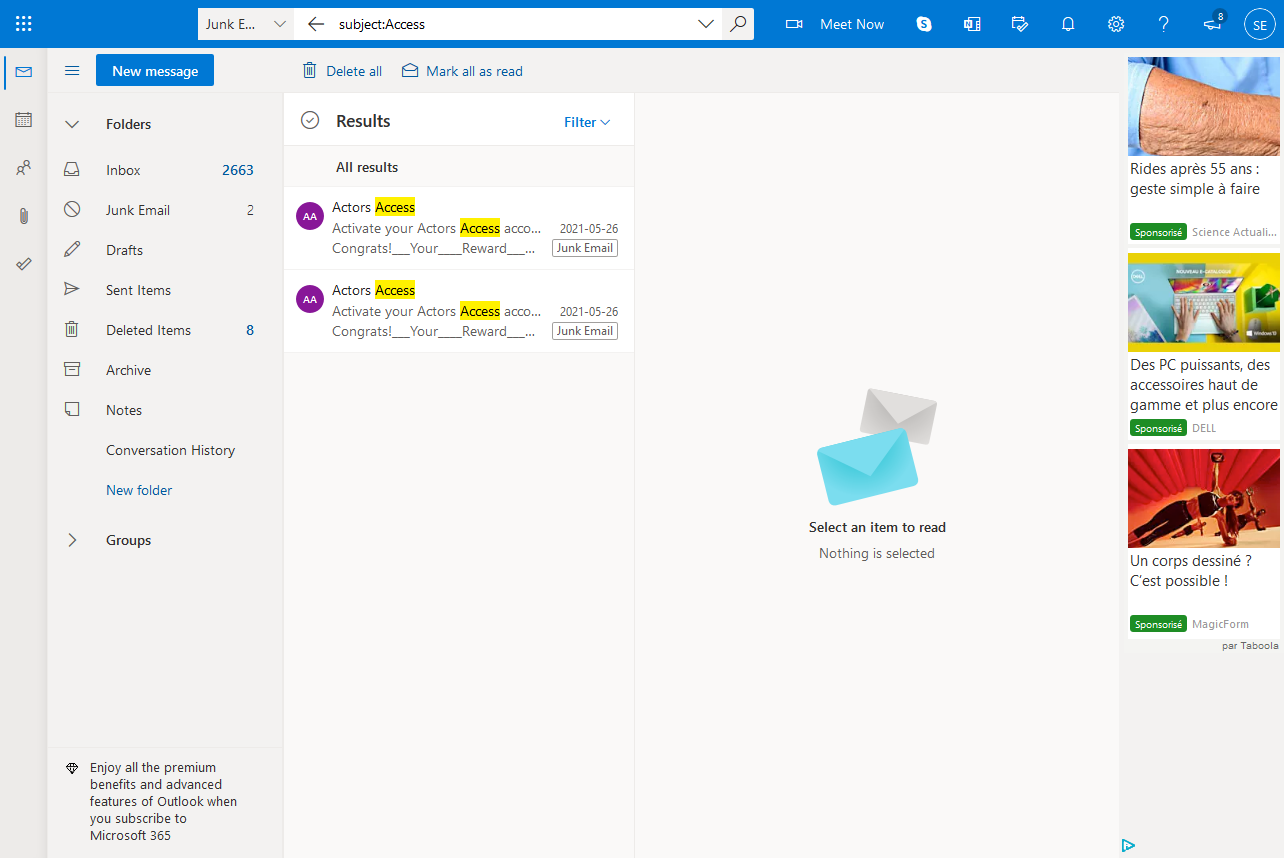 Junk E...
subject:Access
Meet Now
8
SE
New message
Delete all
Mark all as read
Folders
Inbox 2663
Junk Email 2
Drafts
Sent Items
Deleted Items 8
Archive
Notes
Conversation History
New folder
Groups
Enjoy all the premium
benefits and advanced
features of Outlook when
you subscribe to
Microsoft 365
Results
Filter
All results
AA
Actors Access
Activate your Actors Access acco... 2021-05-26
Congrats!___Your____Reward___... Junk Email
AA
Actors Access
Activate your Actors Access acco... 2021-05-26
Congrats!___Your____Reward___... Junk Email
Select an item to read
Nothing is selected
Rides après 55 ans :
geste simple à faire
Sponsorisé Science Actuali...
DELL
NOUVEAU E-CATALOGUE
Windows 10
Des PC puissants, des
accessoires haut de
gamme et plus encore
Sponsorisé DELL
Un corps dessiné ?
C’est possible !
Sponsorisé MagicForm
par Taboola